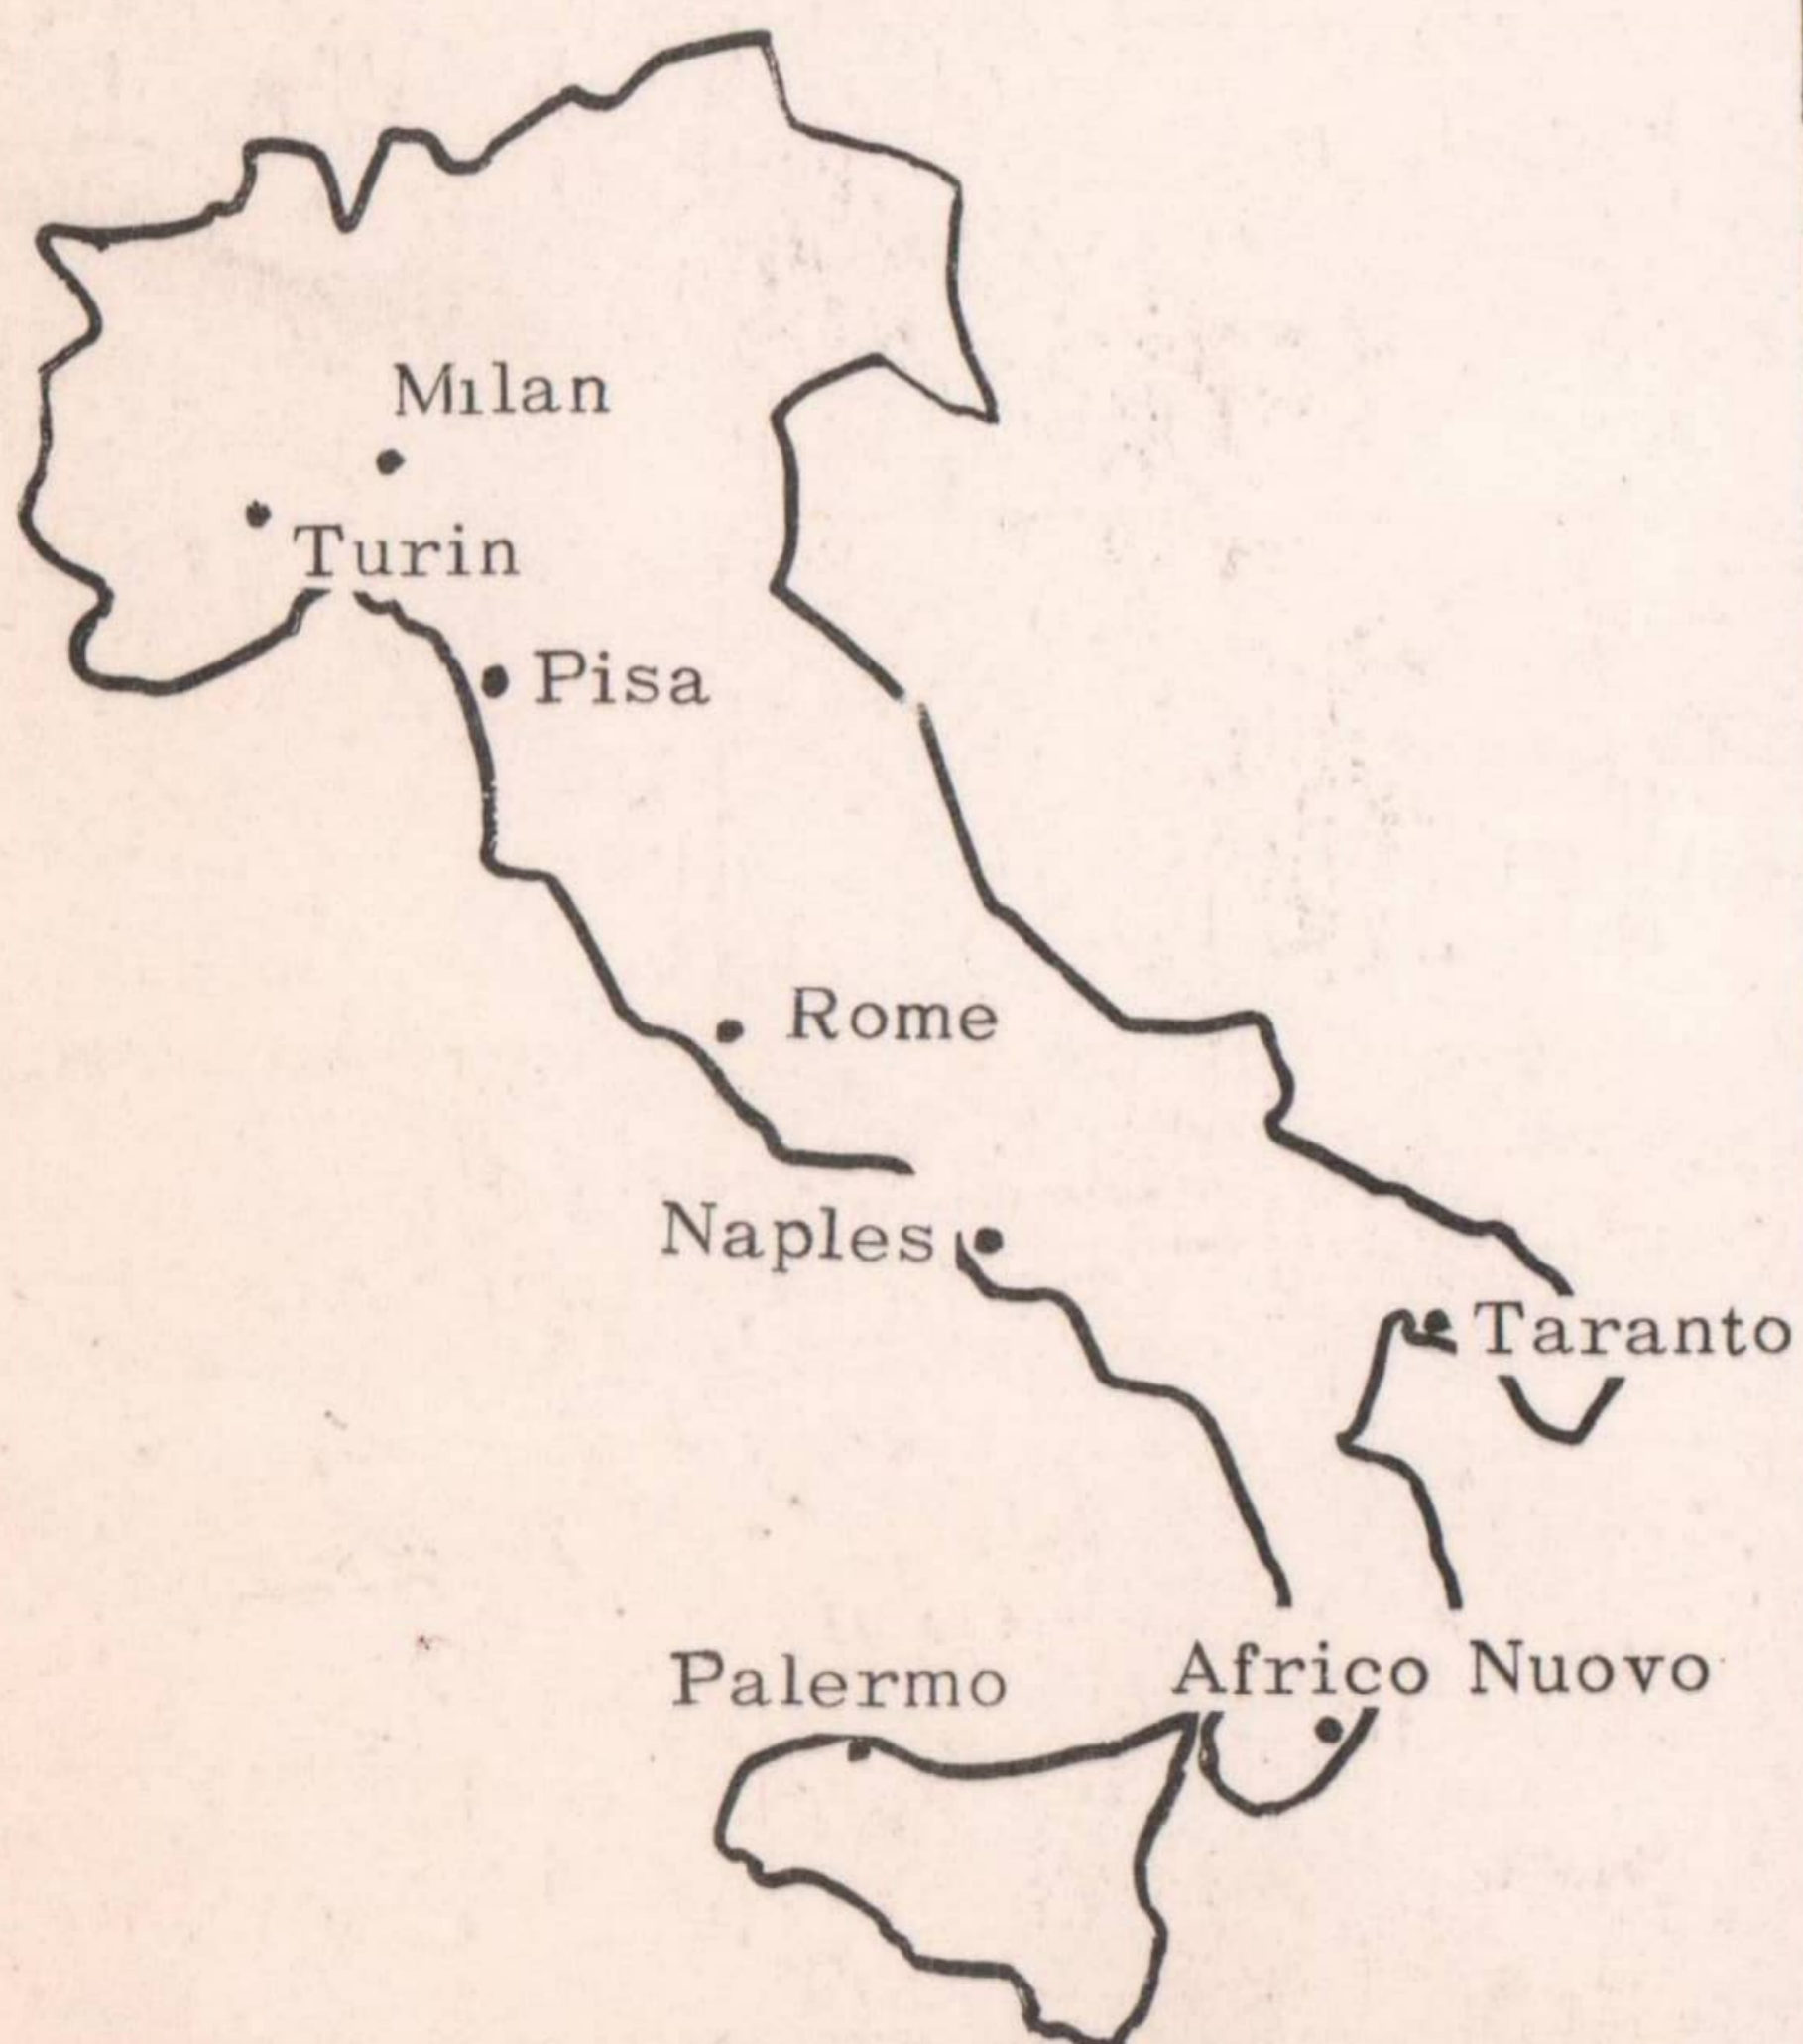 Milan
Turin
Pisa
Rome
Naples
Taranto
Palermo
Africo Nuovo